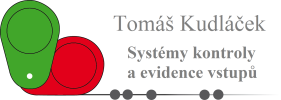 Tomáš Kudláček
Systémy kontroly
a evidence vstupů